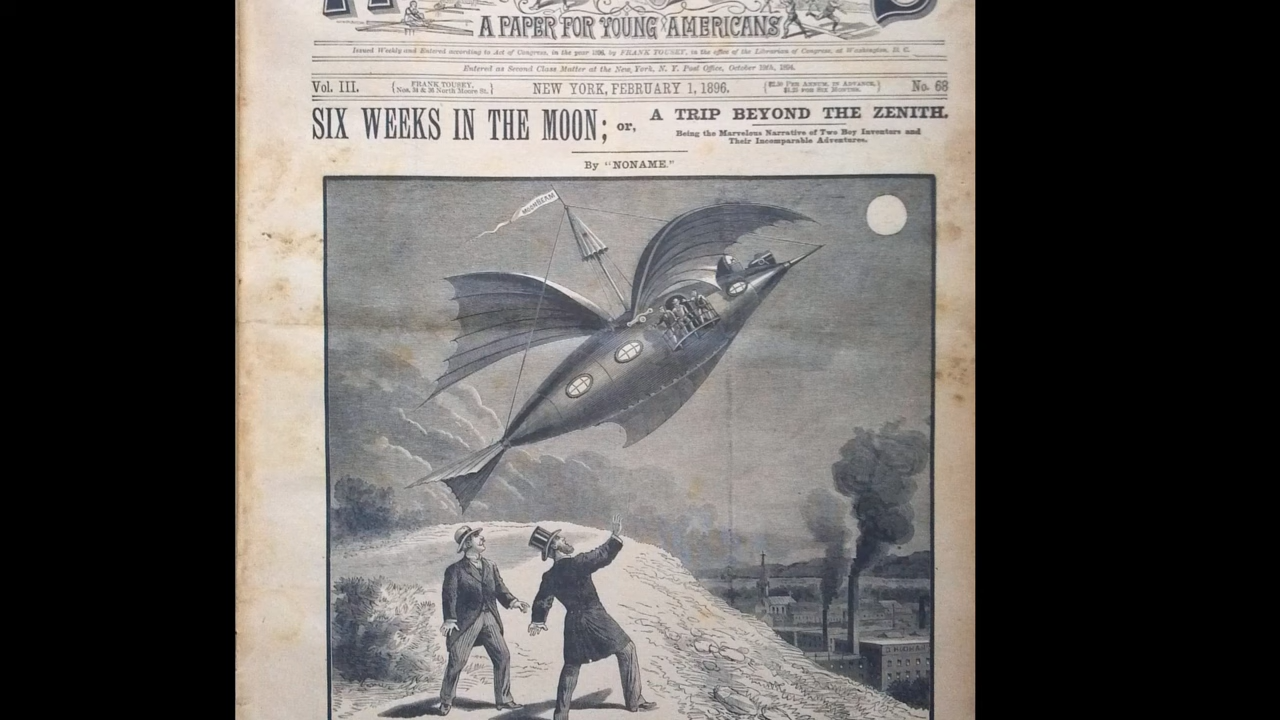 A PAPER FOR YOUNG AMERICANS
Issued Weekly and Entered according to Act of Congress, in the year 1896, by FRANK TOUSEY, in the office of the Librarian of Congress, at Washington, D. C.
Entered as Second Class Matter at the New York, N. Y. Post Office, October 1894.
Vol. III. FRANK TOUSEY, Nos. 34 & 36 North Moore St. NEW YORK, FEBRUARY 1, 1896. $2.50 PER ANNUM, IN ADVANCE. $1.25 FOR SIX MONTHS. No. 68
SIX WEEKS IN THE MOON; or, A TRIP BEYOND THE ZENITH.
Being the Marvelous Narrative of Two Boy Inventors and
Their Incomparable Adventures.
By "NONAME."
MOONBEAM